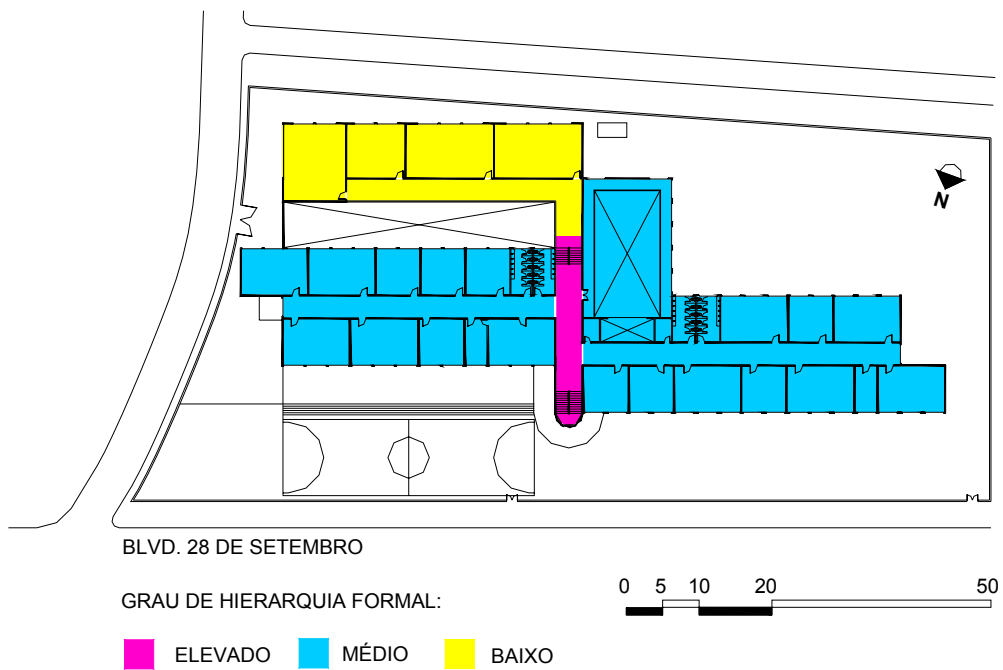 N
BLVD. 28 DE SETEMBRO
0 5 10 20 50
GRAU DE HIERARQUIA FORMAL:
ELEVADO MÉDIO BAIXO